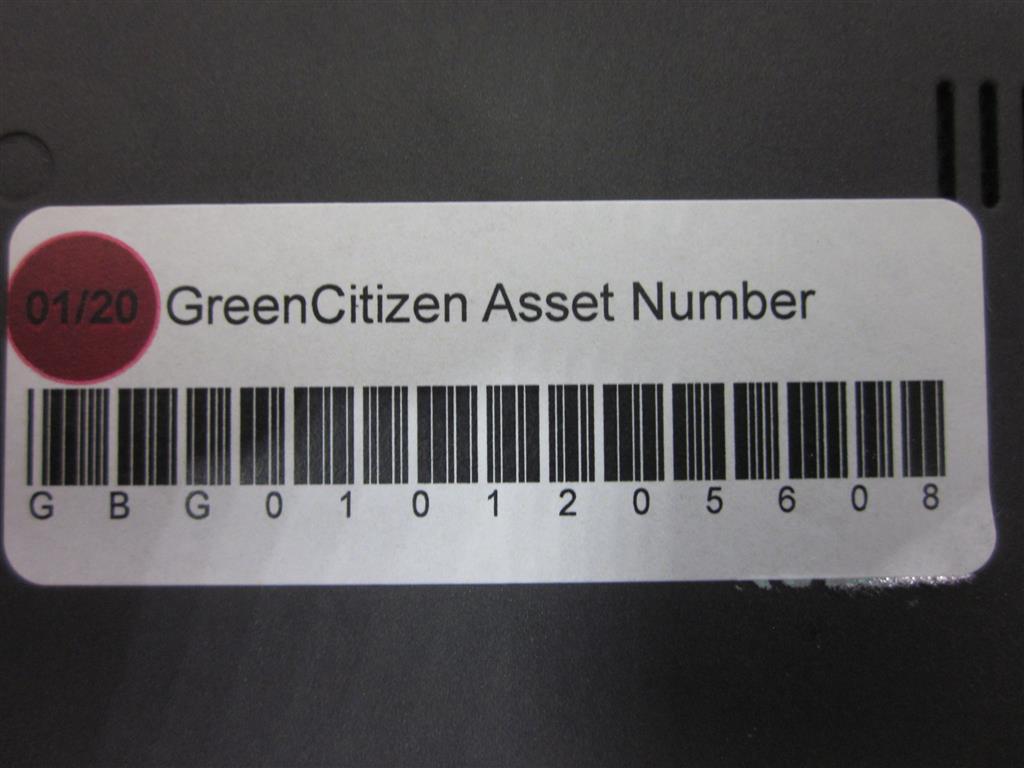 01/20 GreenCitizen Asset Number
G B G 0 1 0 1 2 0 5 6 0 8